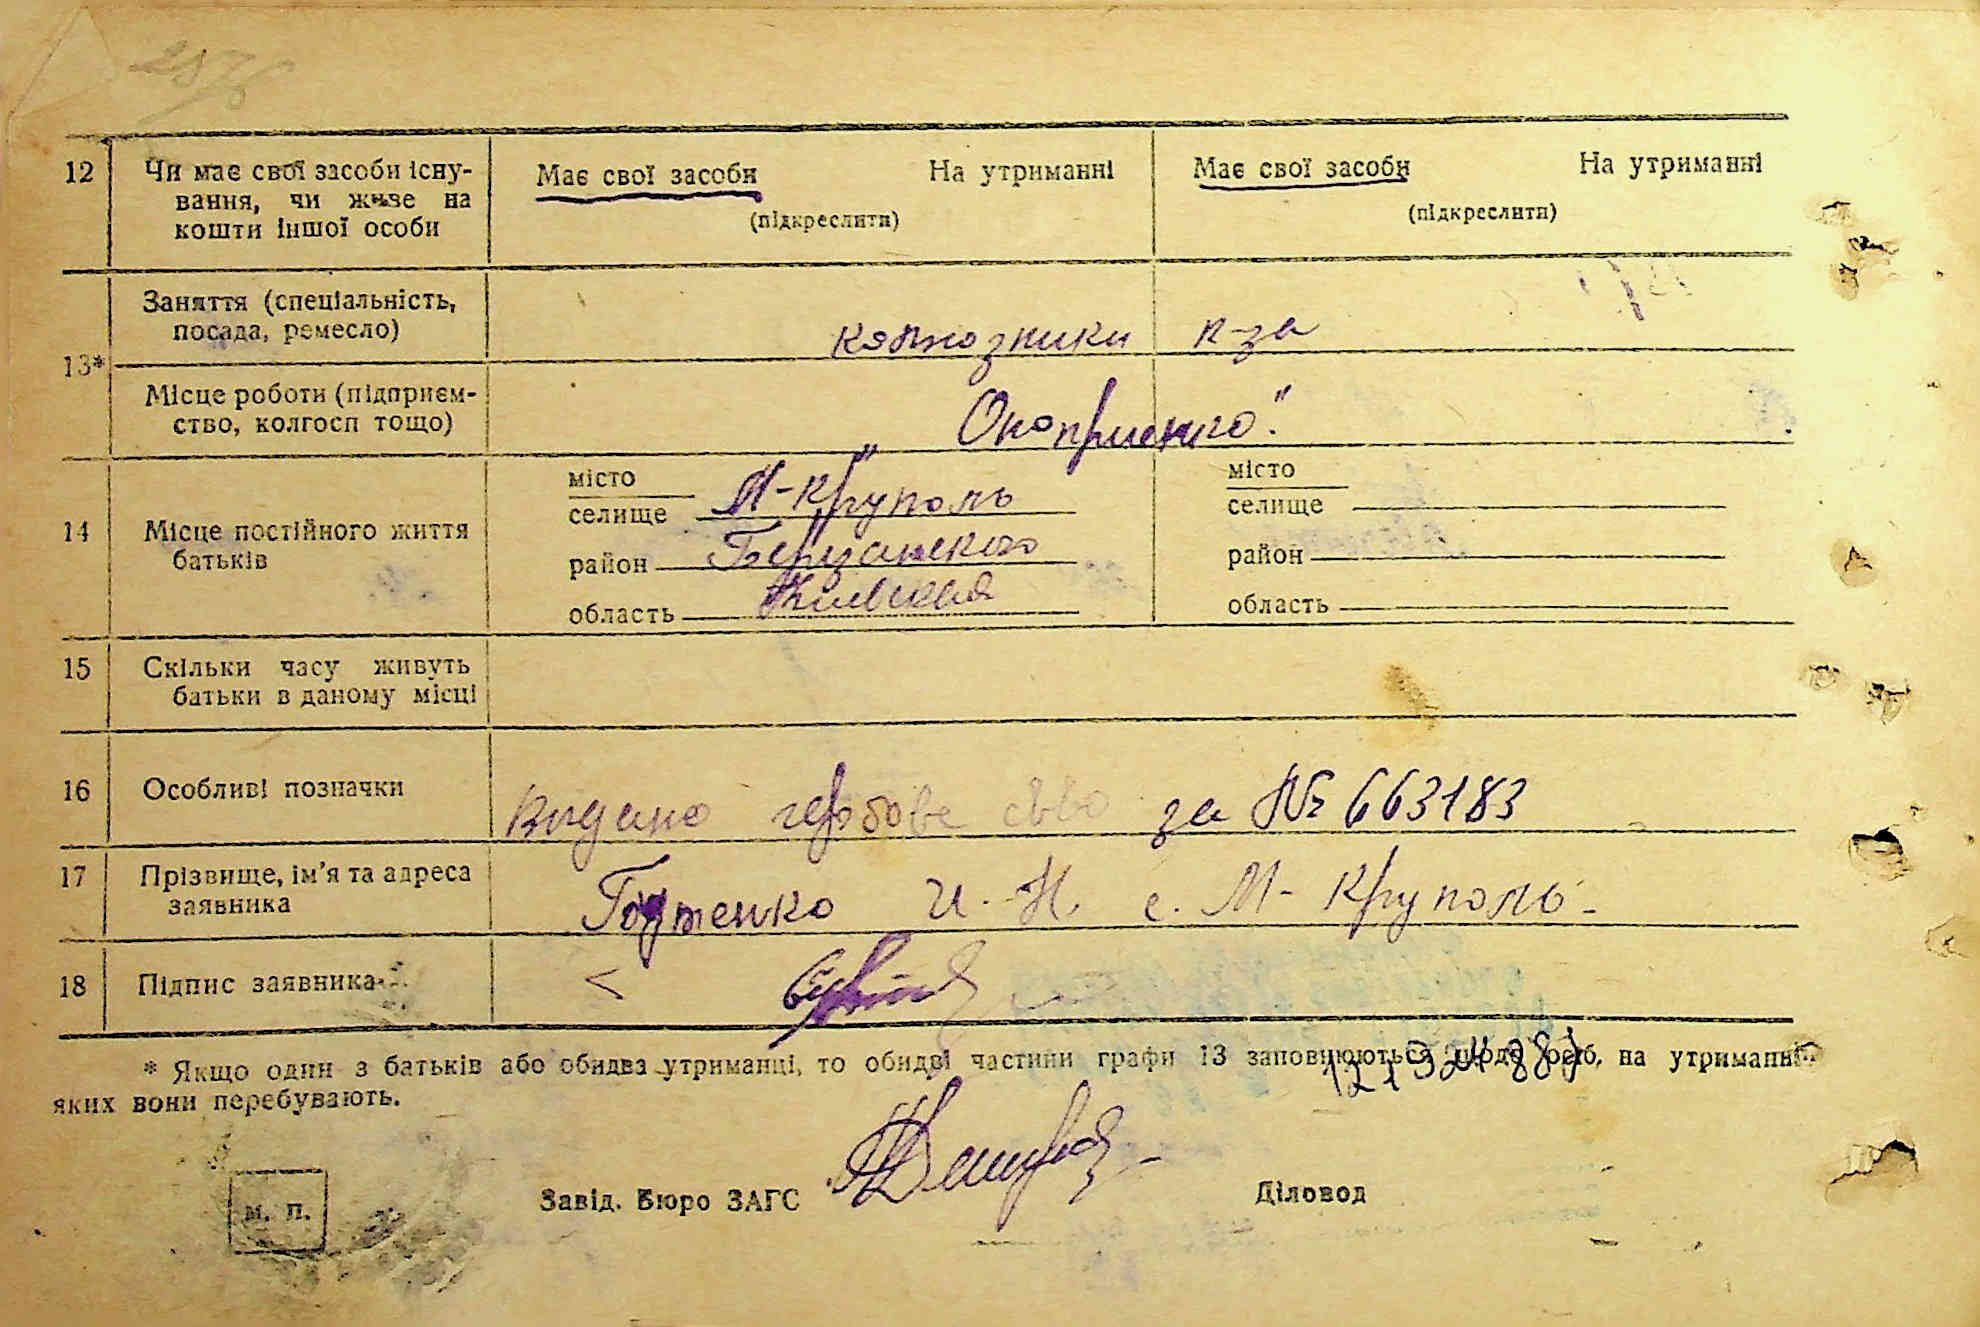 12 Чи має свої засоби існу-
вання, чи живе на
кошти іншої особи
Має свої засоби На утриманні
(підкреслити)
Має свої засоби На утриманні
(підкреслити)
13* Заняття (спеціальність,
посада, ремесло)
колхозники к-за
Місце роботи (підприєм-
ство, колгосп тощо)
14 Місце постійного життя
батьків
місто
селище М-Круполь
район Березанского
область Киевская
місто
селище
район
область
15 Скільки часу живуть
батьки в даному місці
16 Особливі позначки
Видано гербове св-во за № 663183
17 Прізвище, ім'я та адреса
заявника
И. Н. с. М-Круполь
18 Підпис заявника
* Якщо один з батьків або обидва утриманці, то обидві частини графи 13 заповнюються щодо осіб, на утриманні
яких вони перебувають.
М. П.
Завід. Бюро ЗАГС
Діловод